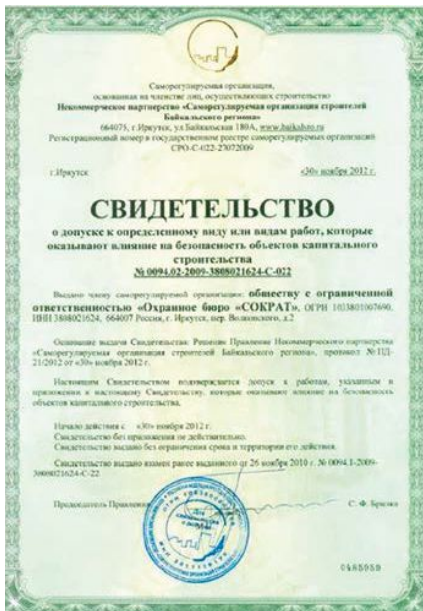 Саморегулируемая организация,
основанная на членстве лиц, осуществляющих строительство
Некоммерческое партнерство «Саморегулируемая организация строителей
Байкальского региона»
664075, г.Иркутск, ул.Байкальская 180А, www.baikalsro.ru
Регистрационный номер в государственном реестре саморегулируемых организаций
СРО-С-022-27072009
г.Иркутск «30» ноября 2012 г.
СВИДЕТЕЛЬСТВО
о допуске к определенному виду или видам работ, которые
оказывают влияние на безопасность объектов капитального
строительства
№ 0094.02-2009-3808021624-С-022
Выдано члену саморегулируемой организации: обществу с ограниченной
ответственностью «Охранное бюро «СОКРАТ», ОГРН 1023801007690,
ИНН 3808021624, 664007 Россия, г. Иркутск, пер. Волконского, д.2
Основание выдачи Свидетельства: Решение Правления Некоммерческого партнерства
«Саморегулируемая организация строителей Байкальского региона», протокол № ПД-
21/2012 от «30» ноября 2012 г.
Настоящим Свидетельством подтверждается допуск к работам, указанным в
приложении к настоящему Свидетельству, которые оказывают влияние на безопасность
объектов капитального строительства.
Начало действия с «30» ноября 2012 г.
Свидетельство без приложения не действительно.
Свидетельство выдано без ограничения срока и территории его действия.
Свидетельство выдано взамен ранее выданного от 26 ноября 2010 г. № 0094.1-2009-
3808021624-С-22
Председатель Правления С. Ф.
0485959